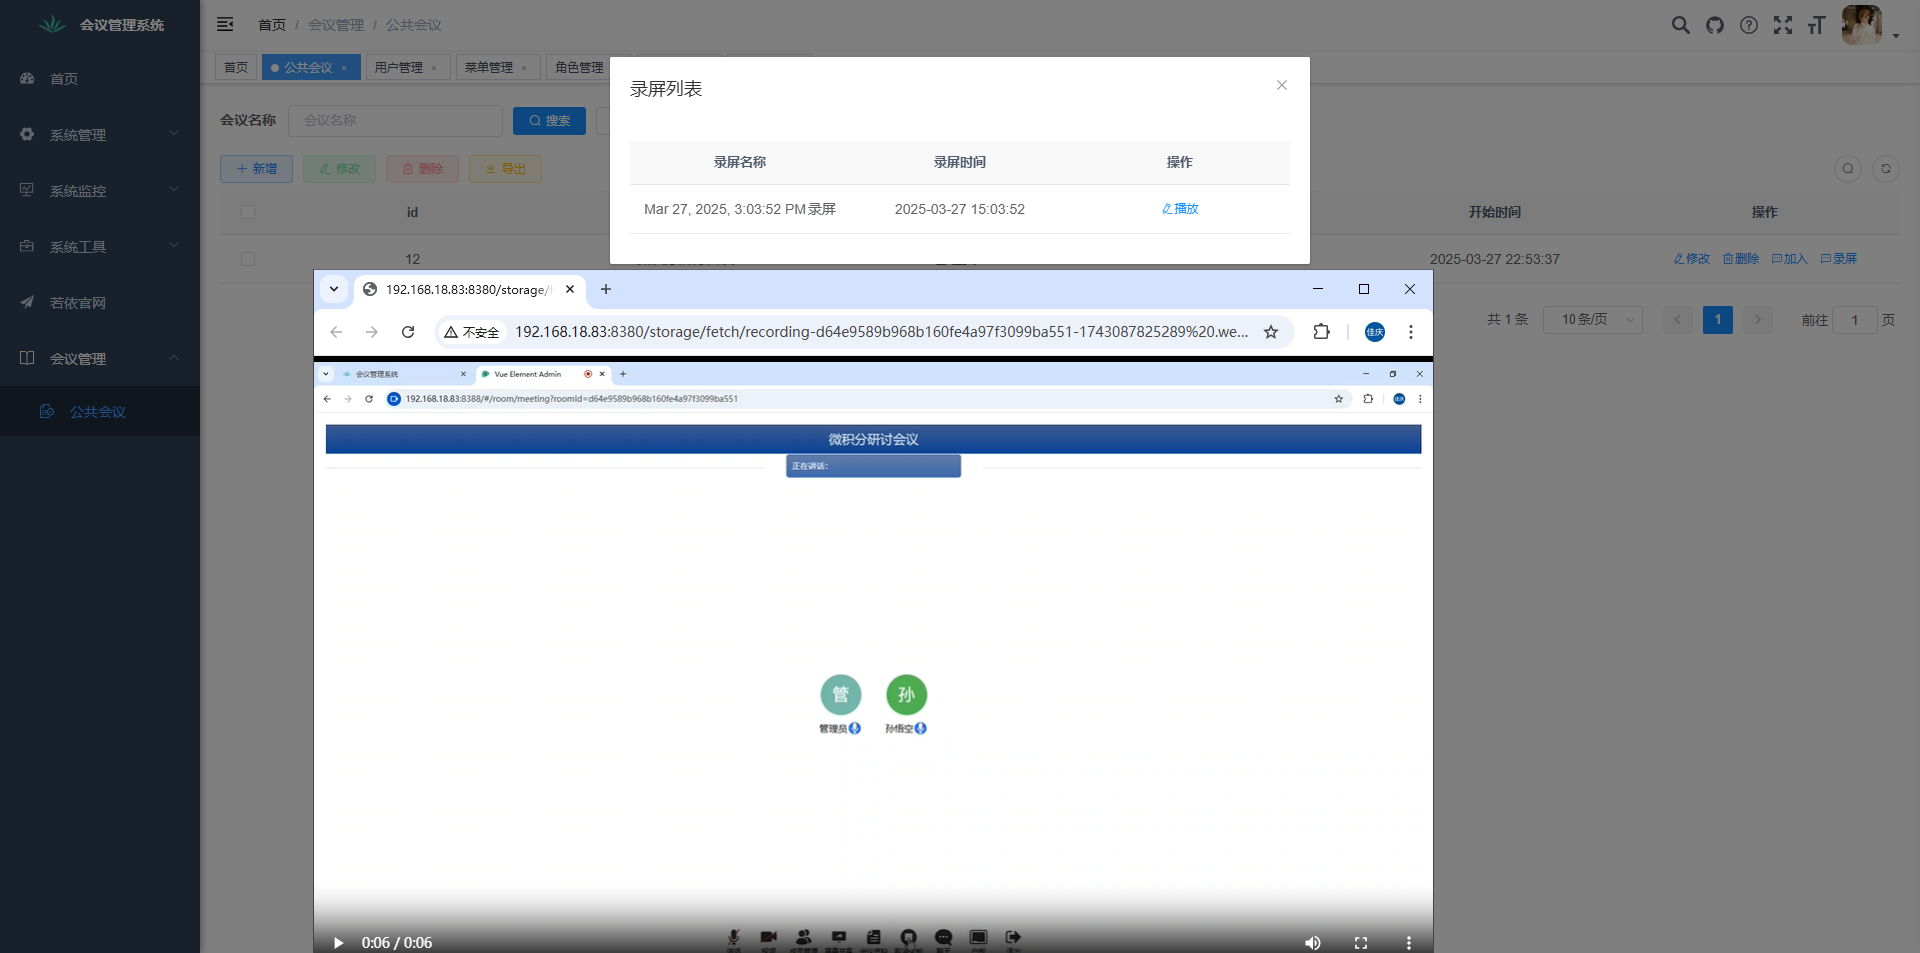 会议管理系统
首页 / 会议管理 / 公共会议
首页
公共会议 ×
用户管理 ×
菜单管理 ×
角色管理
首页
系统管理
系统监控
系统工具
若依官网
会议管理
公共会议
会议名称
会议名称
搜索
新增
修改
删除
导出
id
开始时间
操作
12
2025-03-27 22:53:37
修改
删除
加入
录屏
共 1 条
10条/页
1
前往
1
页
录屏列表
录屏名称
录屏时间
操作
Mar 27, 2025, 3:03:52 PM录屏
2025-03-27 15:03:52
播放
192.168.18.83:8380/storage/
不安全
192.168.18.83:8380/storage/fetch/recording-d64e9589b968b160fe4a97f3099ba551-1743087825289%20.we...
佳庆
会议管理系统
Vue Element Admin
192.168.18.83:8388/#/room/meeting?roomId=d64e9589b968b160fe4a97f3099ba551
微积分研讨会议
正在讲话:
管
孙
管理员
孙悟空
0:06 / 0:06